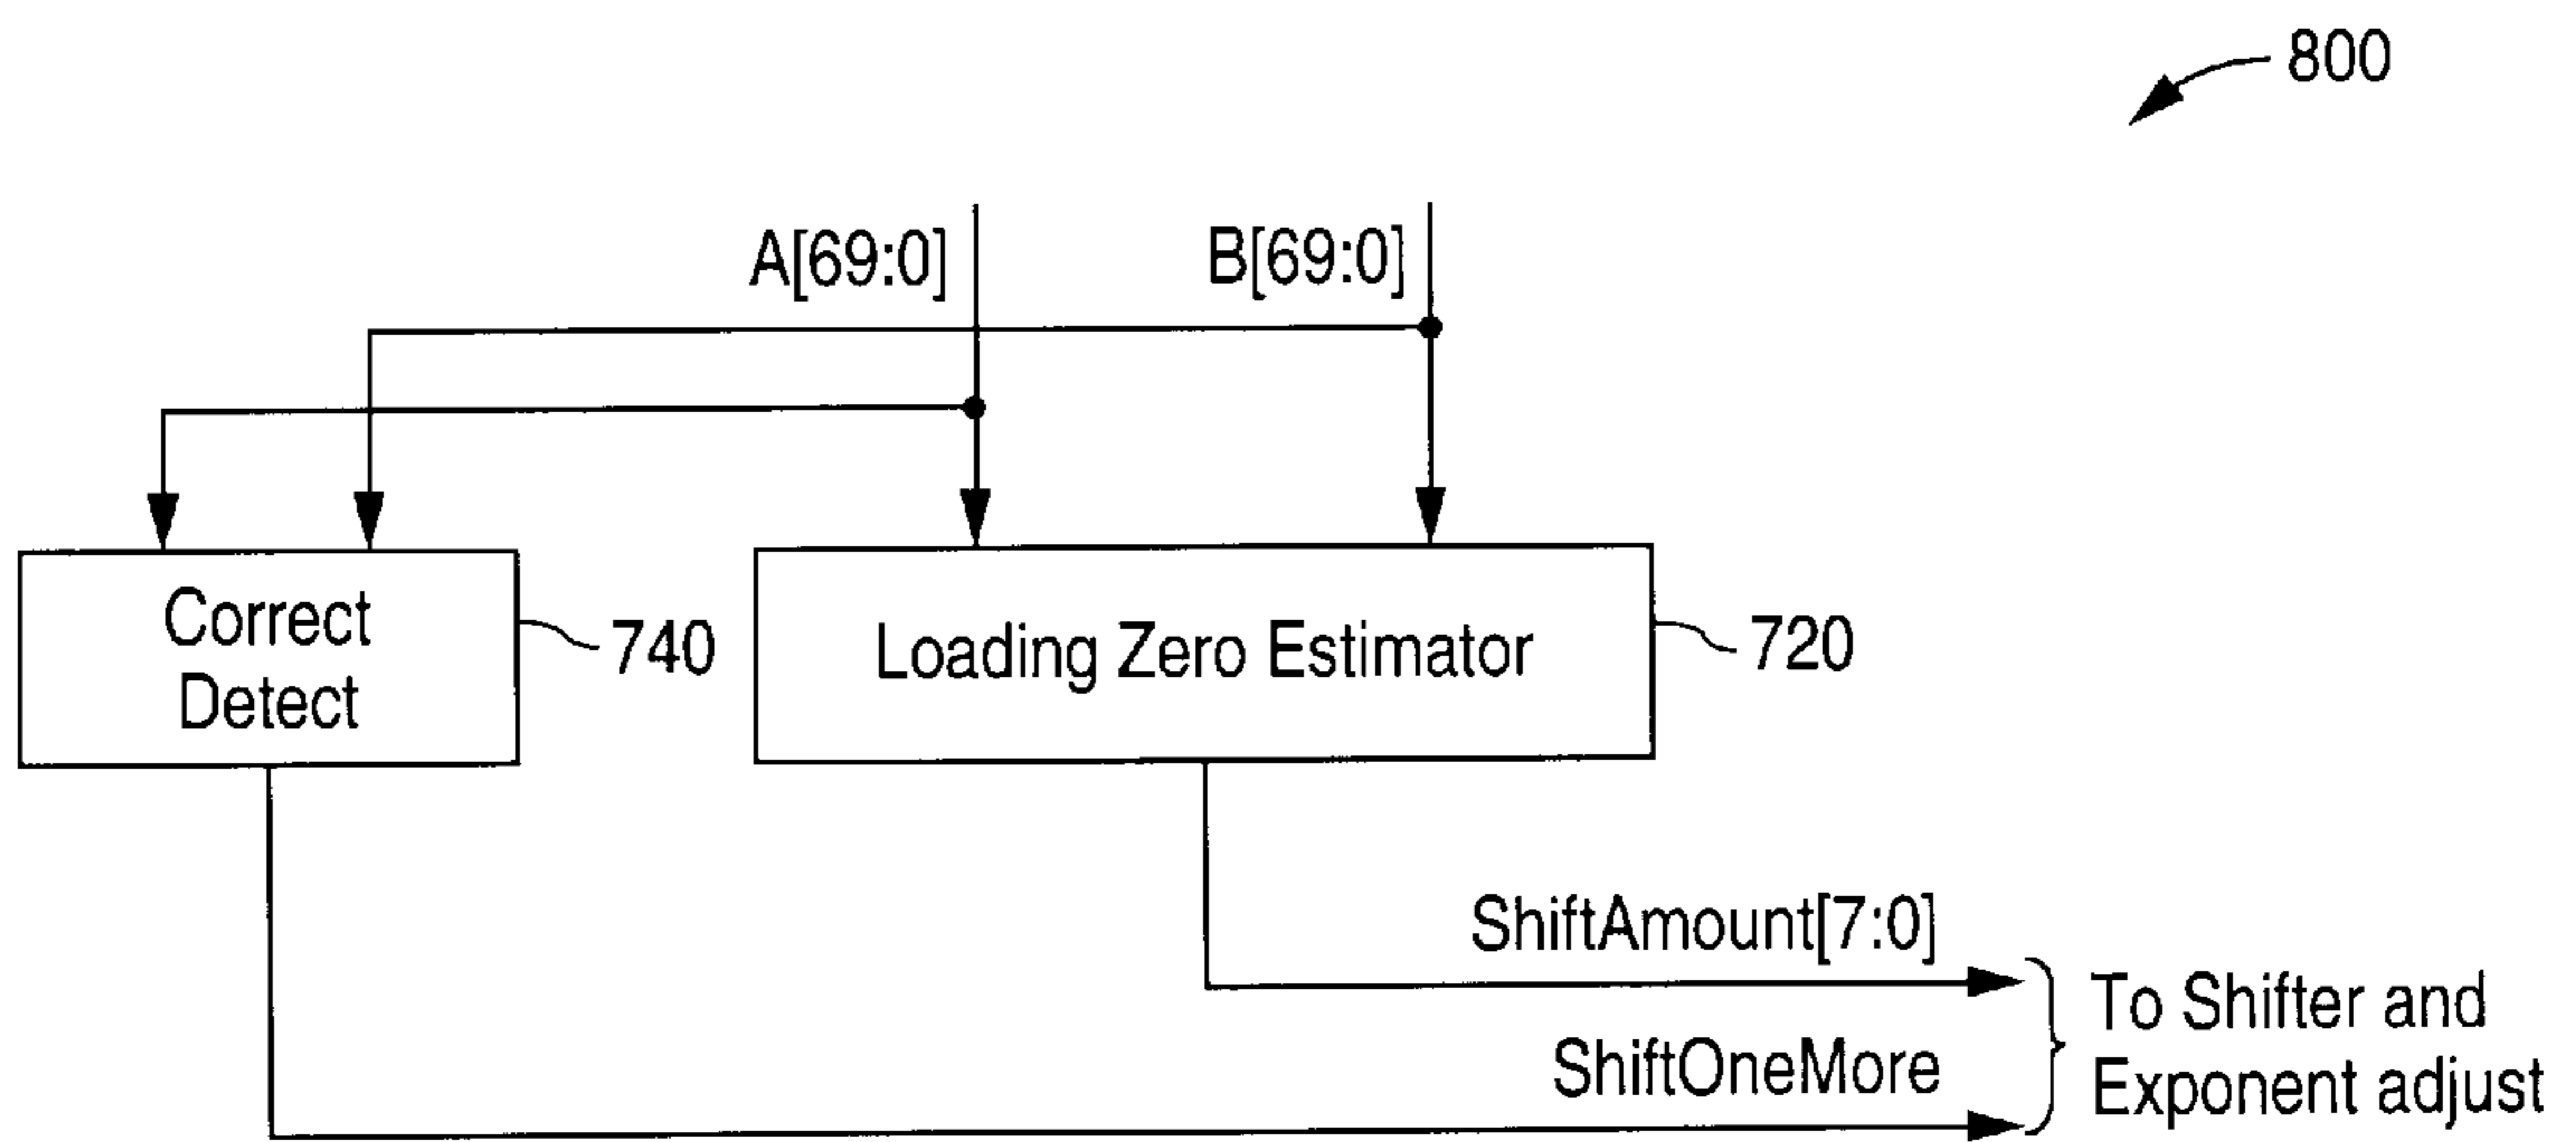 800
A[69:0]
B[69:0]
Correct
Detect
740
Loading Zero Estimator
720
ShiftAmount[7:0]
ShiftOneMore
To Shifter and
Exponent adjust